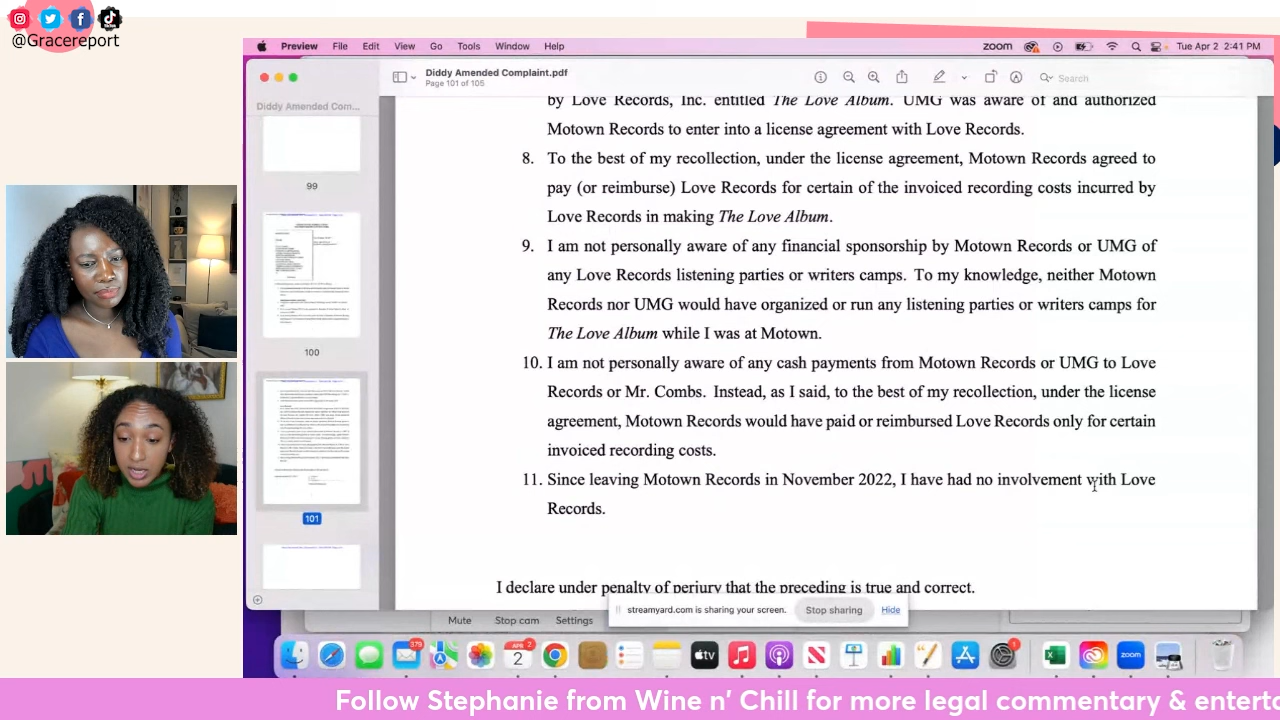 @Gracereport
Preview File Edit View Go Tools Window Help
zoom
Tue Apr 2 2:41 PM
Diddy Amended Complaint.pdf
Page 101 of 105
Search
Diddy Amended Com...
99
100
101
by Love Records, Inc. entitled The Love Album. UMG was aware of and authorized
Motown Records to enter into a license agreement with Love Records.
8. To the best of my recollection, under the license agreement, Motown Records agreed to
pay (or reimburse) Love Records for certain of the invoiced recording costs incurred by
Love Records in making The Love Album.
9. I am not personally aware of any financial sponsorship by Motown Records or UMG for
any Love Records listening parties or writers camps. To my knowledge, neither Motown
Records nor UMG would have organized or run any listening parties or writers camps for
The Love Album while I was at Motown.
10. I am not personally aware of any cash payments from Motown Records or UMG to Love
Records or Mr. Combs. Rather, as I said, to the best of my recollection, under the license
agreement, Motown Records would have paid or reimbursed Love Records only for certain
invoiced recording costs.
11. Since leaving Motown Records in November 2022, I have had no involvement with Love
Records.
I declare under penalty of perjury that the preceding is true and correct.
streamyard.com is sharing your screen. Stop sharing Hide
Mute Stop cam Settings
379
APR
2
2
tv
1
zoom
Follow Stephanie from Wine n' Chill for more legal commentary & enterta